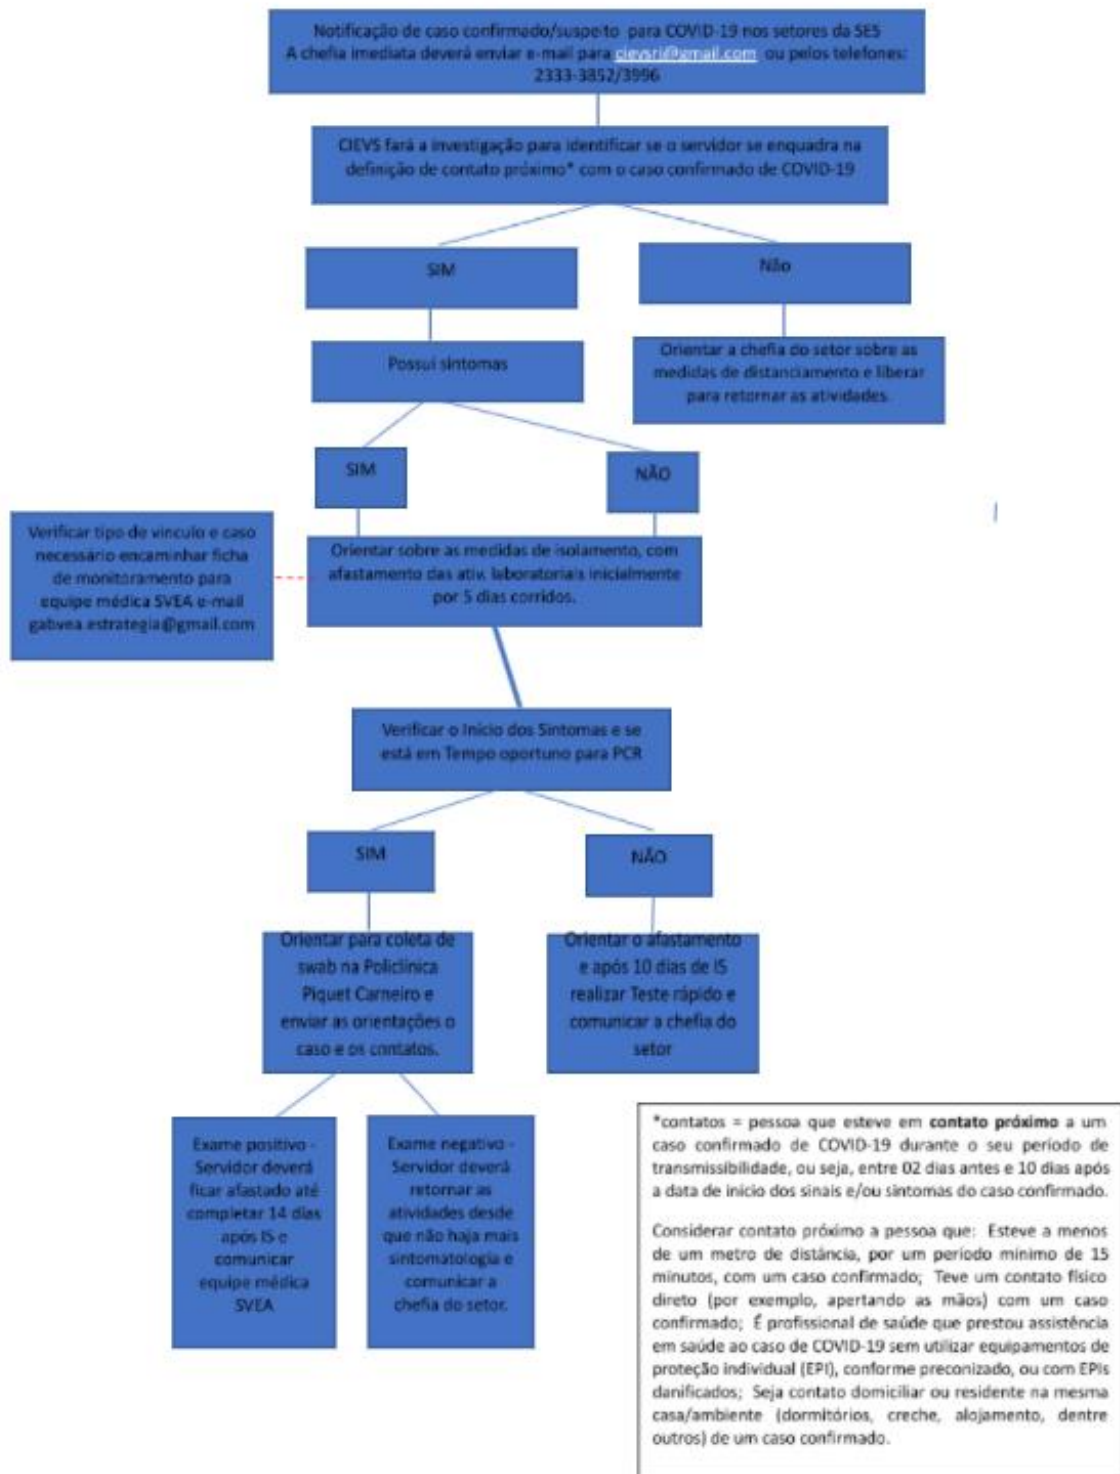 Notificação de caso confirmado/suspeito para COVID-19 nos setores da SES
A chefia imediata deverá enviar e-mail para cievsrj@gmail.com ou pelos telefones:
2333-3852/3996
CIEVS fará a investigação para identificar se o servidor se enquadra na
definição de contato próximo* com o caso confirmado de COVID-19
SIM
Não
Possui sintomas
Orientar a chefia do setor sobre as
medidas de distanciamento e liberar
para retornar as atividades.
SIM
NÃO
Verificar tipo de vinculo e caso
necessário encaminhar ficha
de monitoramento para
equipe médica SVEA e-mail
gabvea.estrategia@gmail.com
Orientar sobre as medidas de isolamento, com
afastamento das ativ. laboratoriais inicialmente
por 5 dias corridos.
Verificar o Início dos Sintomas e se
está em Tempo oportuno para PCR
SIM
NÃO
Orientar para coleta de
swab na Policlínica
Piquet Carneiro e
enviar as orientações o
caso e os contatos.
Orientar o afastamento
e após 10 dias de IS
realizar Teste rápido e
comunicar a chefia do
setor
Exame positivo -
Servidor deverá
ficar afastado até
completar 14 dias
após IS e
comunicar
equipe médica
SVEA
Exame negativo -
Servidor deverá
retornar as
atividades desde
que não haja mais
sintomatologia e
comunicar a
chefia do setor.
*contatos = pessoa que esteve em contato próximo a um
caso confirmado de COVID-19 durante o seu período de
transmissibilidade, ou seja, entre 02 dias antes e 10 dias após
a data de início dos sinais e/ou sintomas do caso confirmado.
Considerar contato próximo a pessoa que: Esteve a menos
de um metro de distância, por um período mínimo de 15
minutos, com um caso confirmado; Teve um contato físico
direto (por exemplo, apertando as mãos) com um caso
confirmado; É profissional de saúde que prestou assistência
em saúde ao caso de COVID-19 sem utilizar equipamentos de
proteção individual (EPI), conforme preconizado, ou com EPIs
danificados; Seja contato domiciliar ou residente na mesma
casa/ambiente (dormitórios, creche, alojamento, dentre
outros) de um caso confirmado.